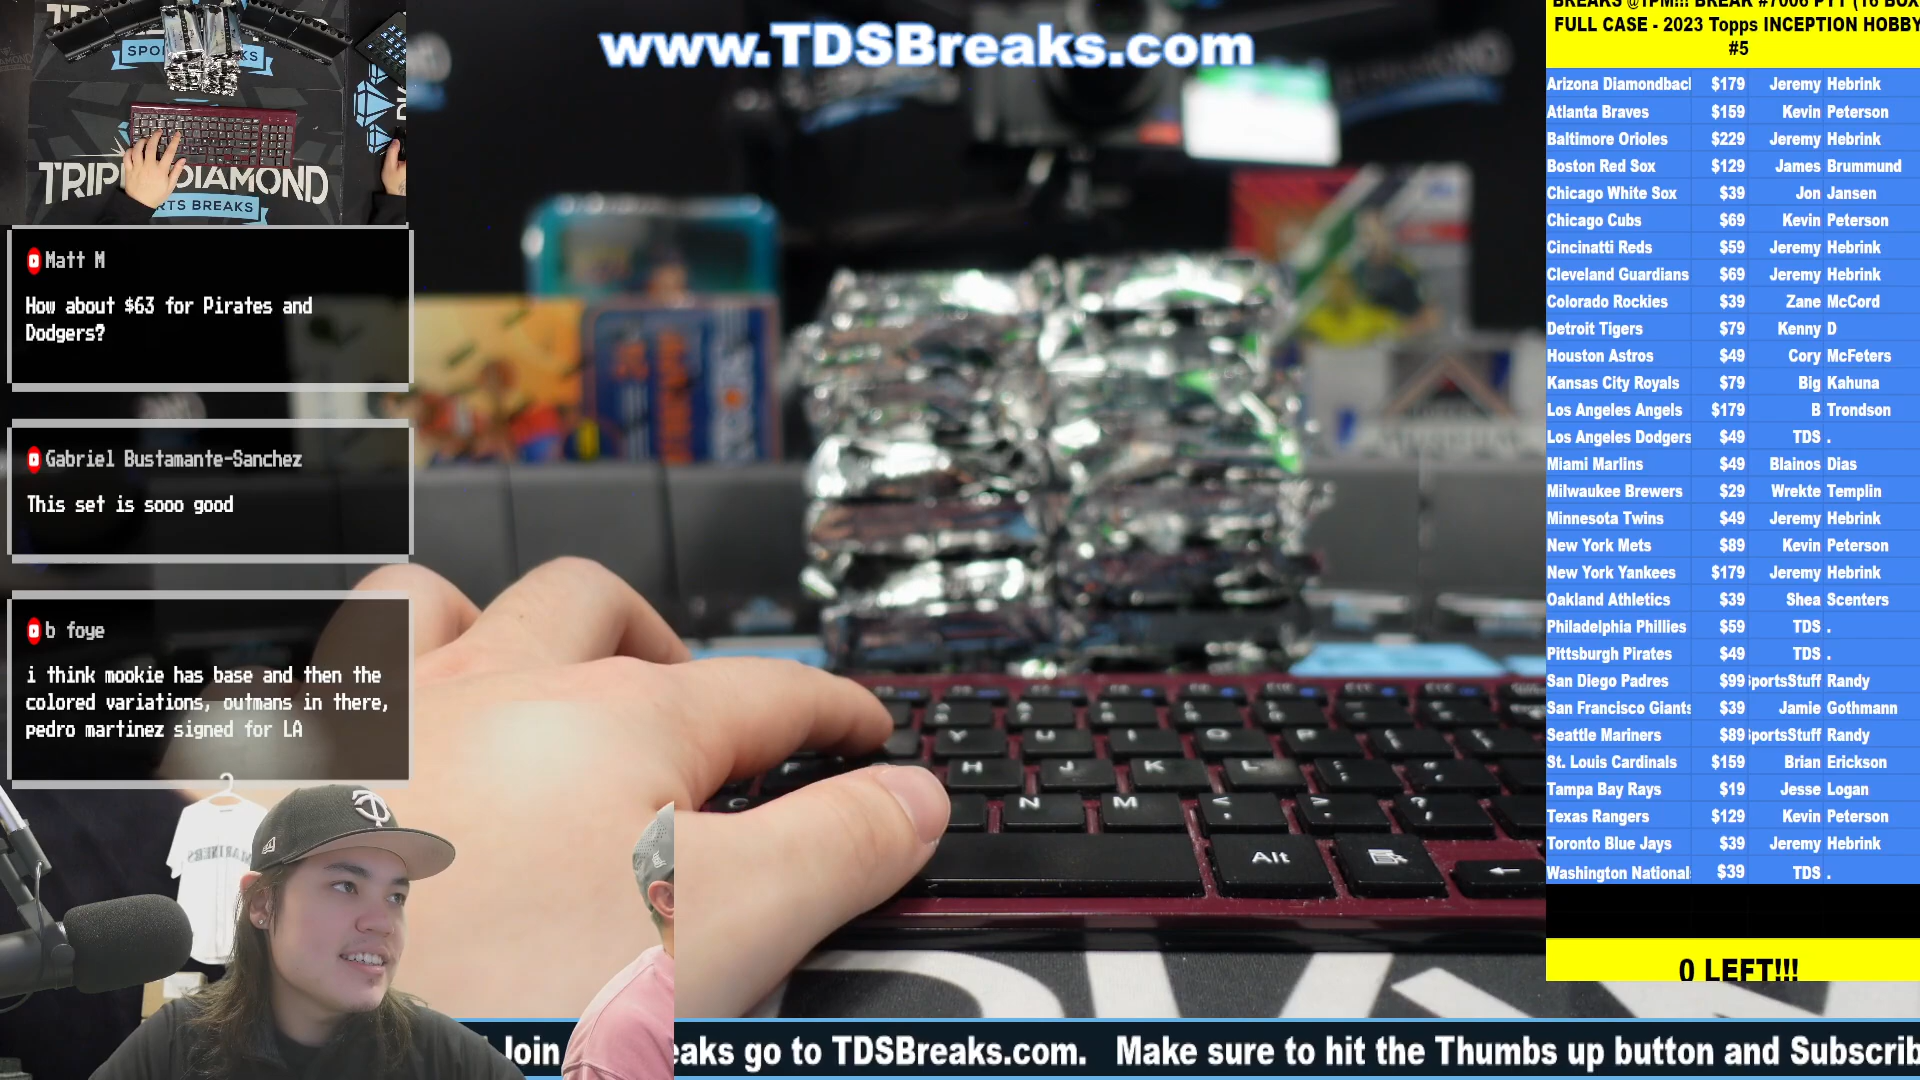 www.TDSBreaks.com
BREAKS @1PM!!! BREAK #7006 PYT (16 BOX
FULL CASE - 2023 Topps INCEPTION HOBBY
#5
Arizona Diamondbac $179 Jeremy Hebrink
Atlanta Braves $159 Kevin Peterson
Baltimore Orioles $229 Jeremy Hebrink
Boston Red Sox $129 James Brummund
Chicago White Sox $39 Jon Jansen
Chicago Cubs $69 Kevin Peterson
Cincinatti Reds $59 Jeremy Hebrink
Cleveland Guardians $69 Jeremy Hebrink
Colorado Rockies $39 Zane McCord
Detroit Tigers $79 Kenny D
Houston Astros $49 Cory McFeters
Kansas City Royals $79 Big Kahuna
Los Angeles Angels $179 B Trondson
Los Angeles Dodgers $49 TDS .
Miami Marlins $49 Blainos Dias
Milwaukee Brewers $29 Wrekte Templin
Minnesota Twins $49 Jeremy Hebrink
New York Mets $89 Kevin Peterson
New York Yankees $179 Jeremy Hebrink
Oakland Athletics $39 Shea Scenters
Philadelphia Phillies $59 TDS .
Pittsburgh Pirates $49 TDS .
San Diego Padres $99 portsStuff Randy
San Francisco Giants $39 Jamie Gothmann
Seattle Mariners $89 portsStuff Randy
St. Louis Cardinals $159 Brian Erickson
Tampa Bay Rays $19 Jesse Logan
Texas Rangers $129 Kevin Peterson
Toronto Blue Jays $39 Jeremy Hebrink
Washington National $39 TDS .
0 LEFT!!!
TRIP DIAMOND
RTS BREAKS
Matt M
How about $63 for Pirates and
Dodgers?
Gabriel Bustamante-Sanchez
This set is sooo good
b foye
i think mookie has base and then the
colored variations, outmans in there,
pedro martinez signed for LA
MARINERS
Y U I O P
F H J K L
C N M
Alt
Join eaks go to TDSBreaks.com. Make sure to hit the Thumbs up button and Subscrib